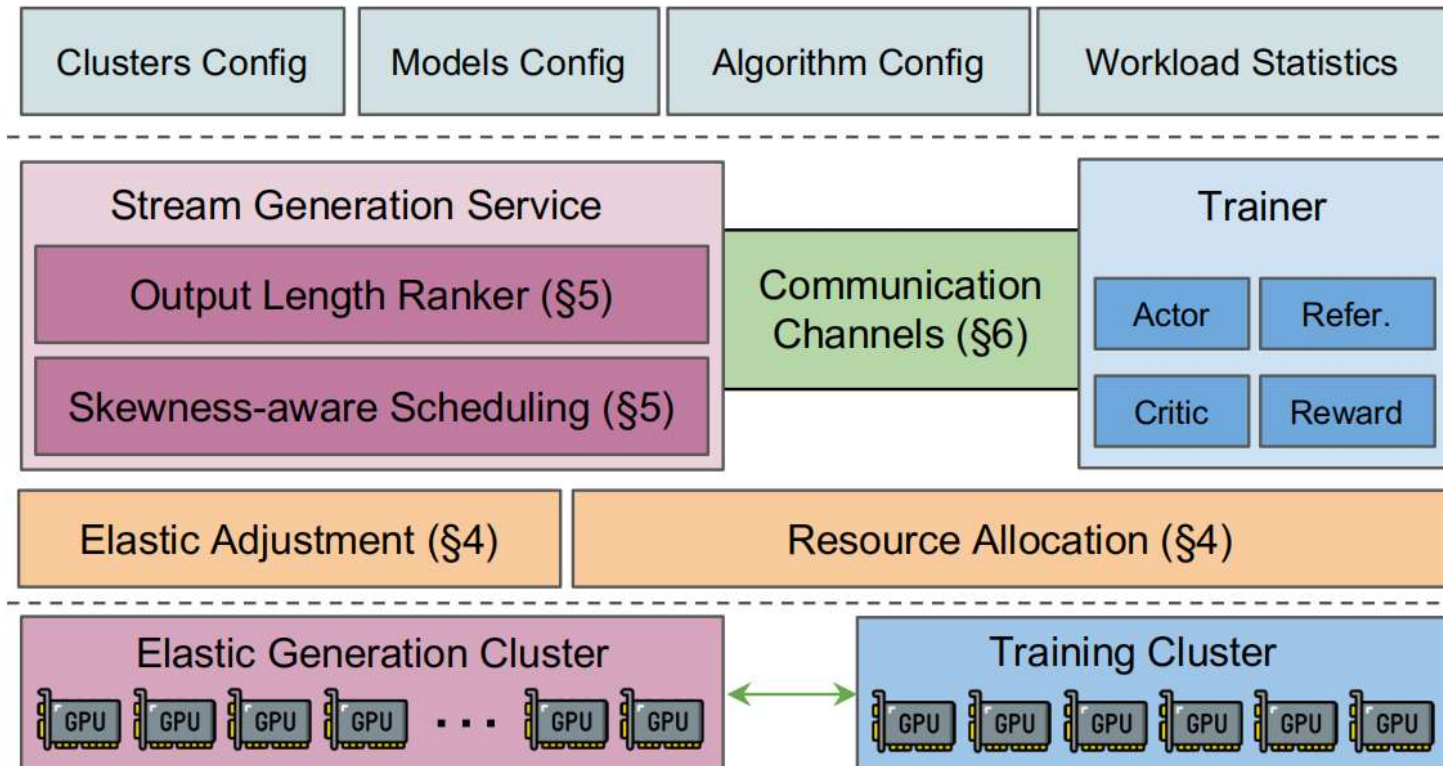 Clusters Config
Models Config
Algorithm Config
Workload Statistics
Stream Generation Service
Output Length Ranker (§5)
Skewness-aware Scheduling (§5)
Communication
Channels (§6)
Trainer
Actor
Refer.
Critic
Reward
Elastic Adjustment (§4)
Resource Allocation (§4)
Elastic Generation Cluster
GPU GPU GPU GPU ... GPU GPU
Training Cluster
GPU GPU GPU GPU GPU GPU